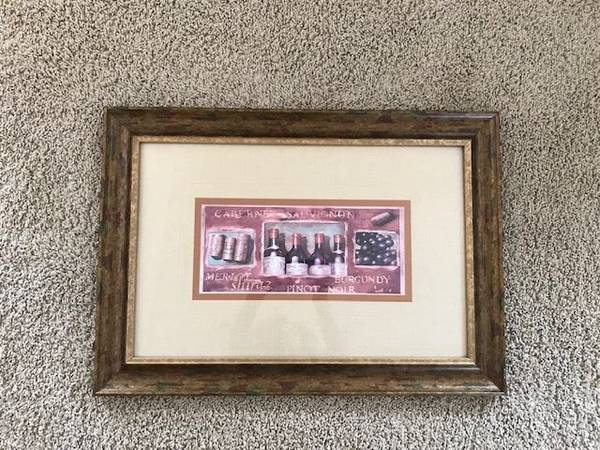 CABERNET SAUVIGNON
MERLOT
BURGUNDY
Shiraz
PINOT NOIR